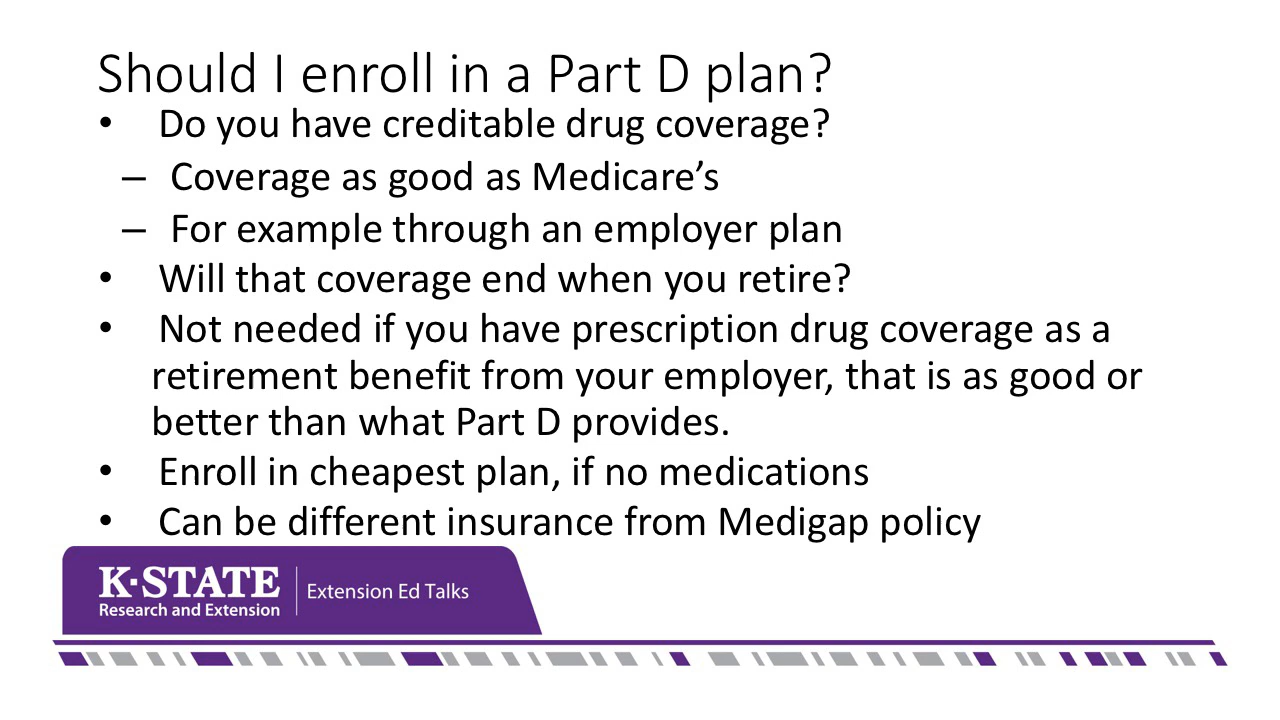 Should I enroll in a Part D plan?
• Do you have creditable drug coverage?
– Coverage as good as Medicare’s
– For example through an employer plan
• Will that coverage end when you retire?
• Not needed if you have prescription drug coverage as a
retirement benefit from your employer, that is as good or
better than what Part D provides.
• Enroll in cheapest plan, if no medications
• Can be different insurance from Medigap policy
K·STATE
Research and Extension
Extension Ed Talks